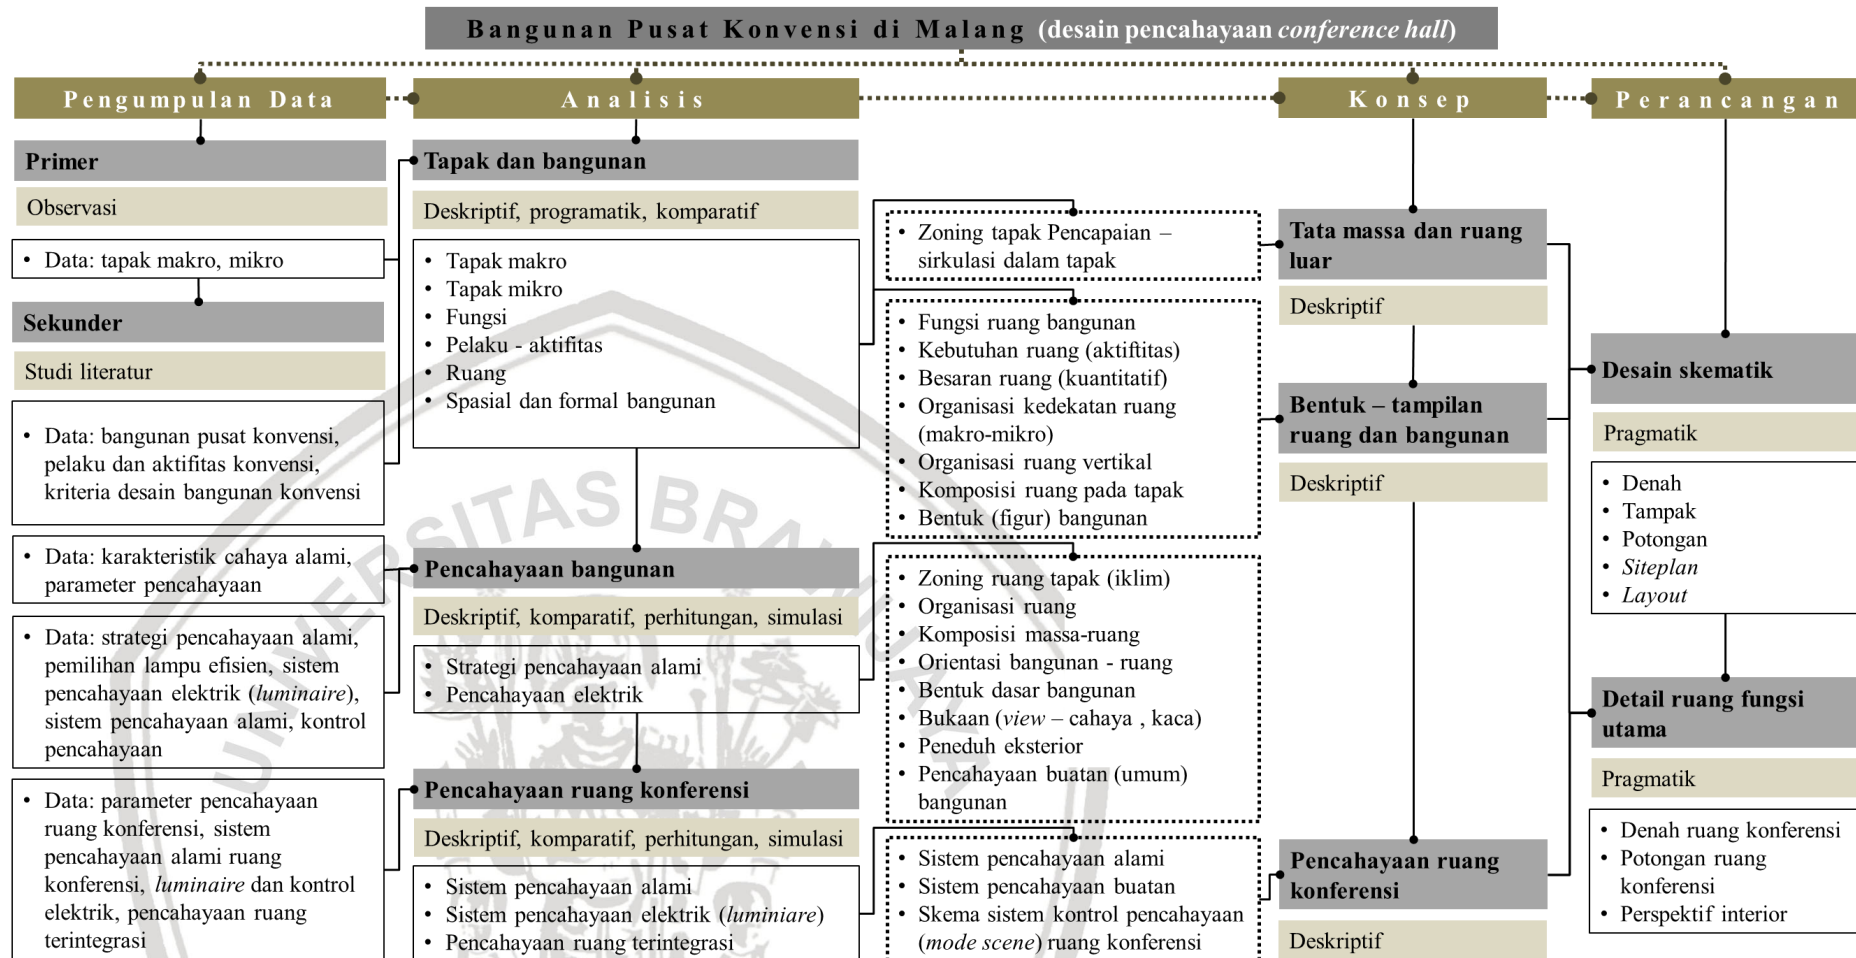 Bangunan Pusat Konvensi di Malang (desain pencahayaan conference hall)
Pengumpulan Data
Analisis
Konsep
Perancangan
Primer
Observasi
• Data: tapak makro, mikro
Sekunder
Studi literatur
• Data: bangunan pusat konvensi,
pelaku dan aktifitas konvensi,
kriteria desain bangunan konvensi
• Data: karakteristik cahaya alami,
parameter pencahayaan
• Data: strategi pencahayaan alami,
pemilihan lampu efisien, sistem
pencahayaan elektrik (luminaire),
sistem pencahayaan alami, kontrol
pencahayaan
• Data: parameter pencahayaan
ruang konferensi, sistem
pencahayaan alami ruang
konferensi, luminaire dan kontrol
elektrik, pencahayaan ruang
terintegrasi
Tapak dan bangunan
Deskriptif, programatik, komparatif
• Tapak makro
• Tapak mikro
• Fungsi
• Pelaku - aktifitas
• Ruang
• Spasial dan formal bangunan
Pencahayaan bangunan
Deskriptif, komparatif, perhitungan, simulasi
• Strategi pencahayaan alami
• Pencahayaan elektrik
Pencahayaan ruang konferensi
Deskriptif, komparatif, perhitungan, simulasi
• Sistem pencahayaan alami
• Sistem pencahayaan elektrik (luminiare)
• Pencahayaan ruang terintegrasi
• Zoning tapak Pencapaian –
sirkulasi dalam tapak
• Fungsi ruang bangunan
• Kebutuhan ruang (aktiftitas)
• Besaran ruang (kuantitatif)
• Organisasi kedekatan ruang
(makro-mikro)
• Organisasi ruang vertikal
• Komposisi ruang pada tapak
• Bentuk (figur) bangunan
• Zoning ruang tapak (iklim)
• Organisasi ruang
• Komposisi massa-ruang
• Orientasi bangunan - ruang
• Bentuk dasar bangunan
• Bukaan (view – cahaya , kaca)
• Peneduh eksterior
• Pencahayaan buatan (umum)
bangunan
• Sistem pencahayaan alami
• Sistem pencahayaan buatan
• Skema sistem kontrol pencahayaan
(mode scene) ruang konferensi
Tata massa dan ruang
luar
Deskriptif
Bentuk – tampilan
ruang dan bangunan
Deskriptif
Pencahayaan ruang
konferensi
Deskriptif
Desain skematik
Pragmatik
• Denah
• Tampak
• Potongan
• Siteplan
• Layout
Detail ruang fungsi
utama
Pragmatik
• Denah ruang konferensi
• Potongan ruang
konferensi
• Perspektif interior
UNIVERSITAS BRAWIJAYA